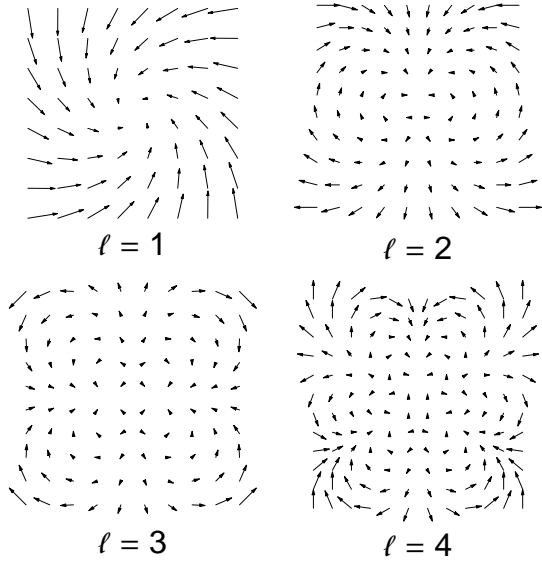 ℓ = 1
ℓ = 2
ℓ = 3
ℓ = 4